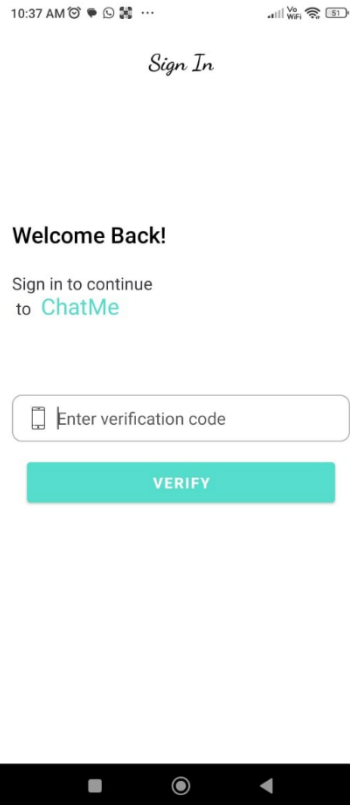 10:37 AM ... Vo WiFi 51
Sign In
Welcome Back!
Sign in to continue
to ChatMe
Enter verification code
VERIFY